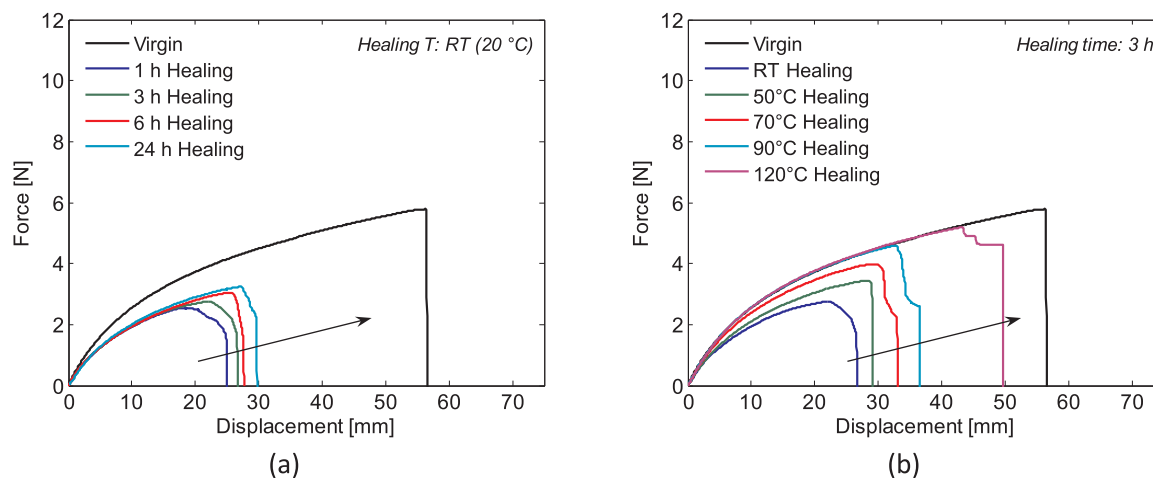 12
10
8
6
4
2
0
Force [N]
Virgin
1 h Healing
3 h Healing
6 h Healing
24 h Healing
Healing T: RT (20 °C)
0 10 20 30 40 50 60 70
Displacement [mm]
(a)
12
10
8
6
4
2
0
Force [N]
Virgin
RT Healing
50°C Healing
70°C Healing
90°C Healing
120°C Healing
Healing time: 3 h
0 10 20 30 40 50 60 70
Displacement [mm]
(b)